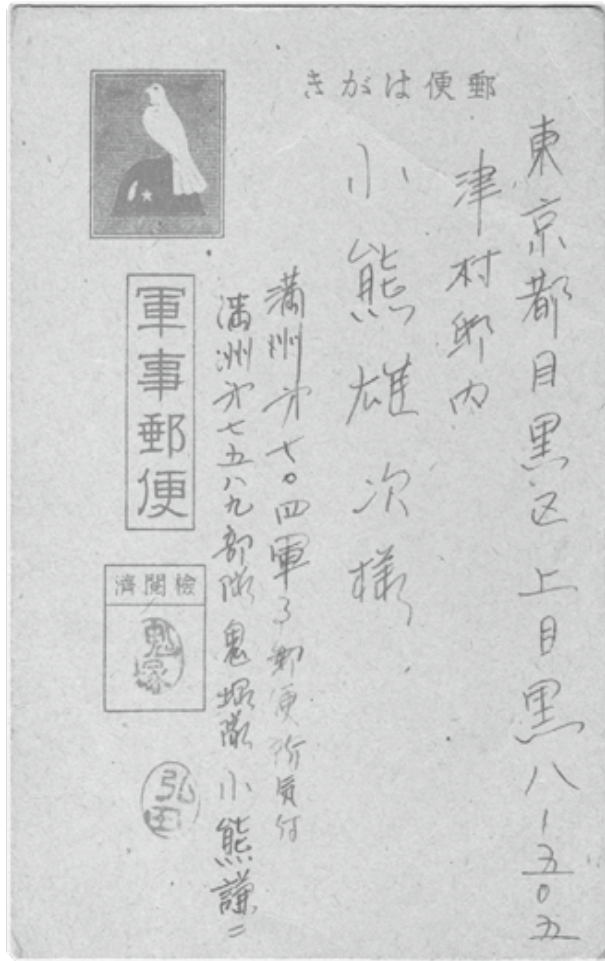 郵便はがき
東京都目黒区上目黒八ノ五〇五
津村邸内
小熊雄次様
満州第七〇四軍事郵便所気付
満洲第七五八九部隊鬼塚隊小熊謙二
軍事郵便
検閲済
鬼塚
弘田